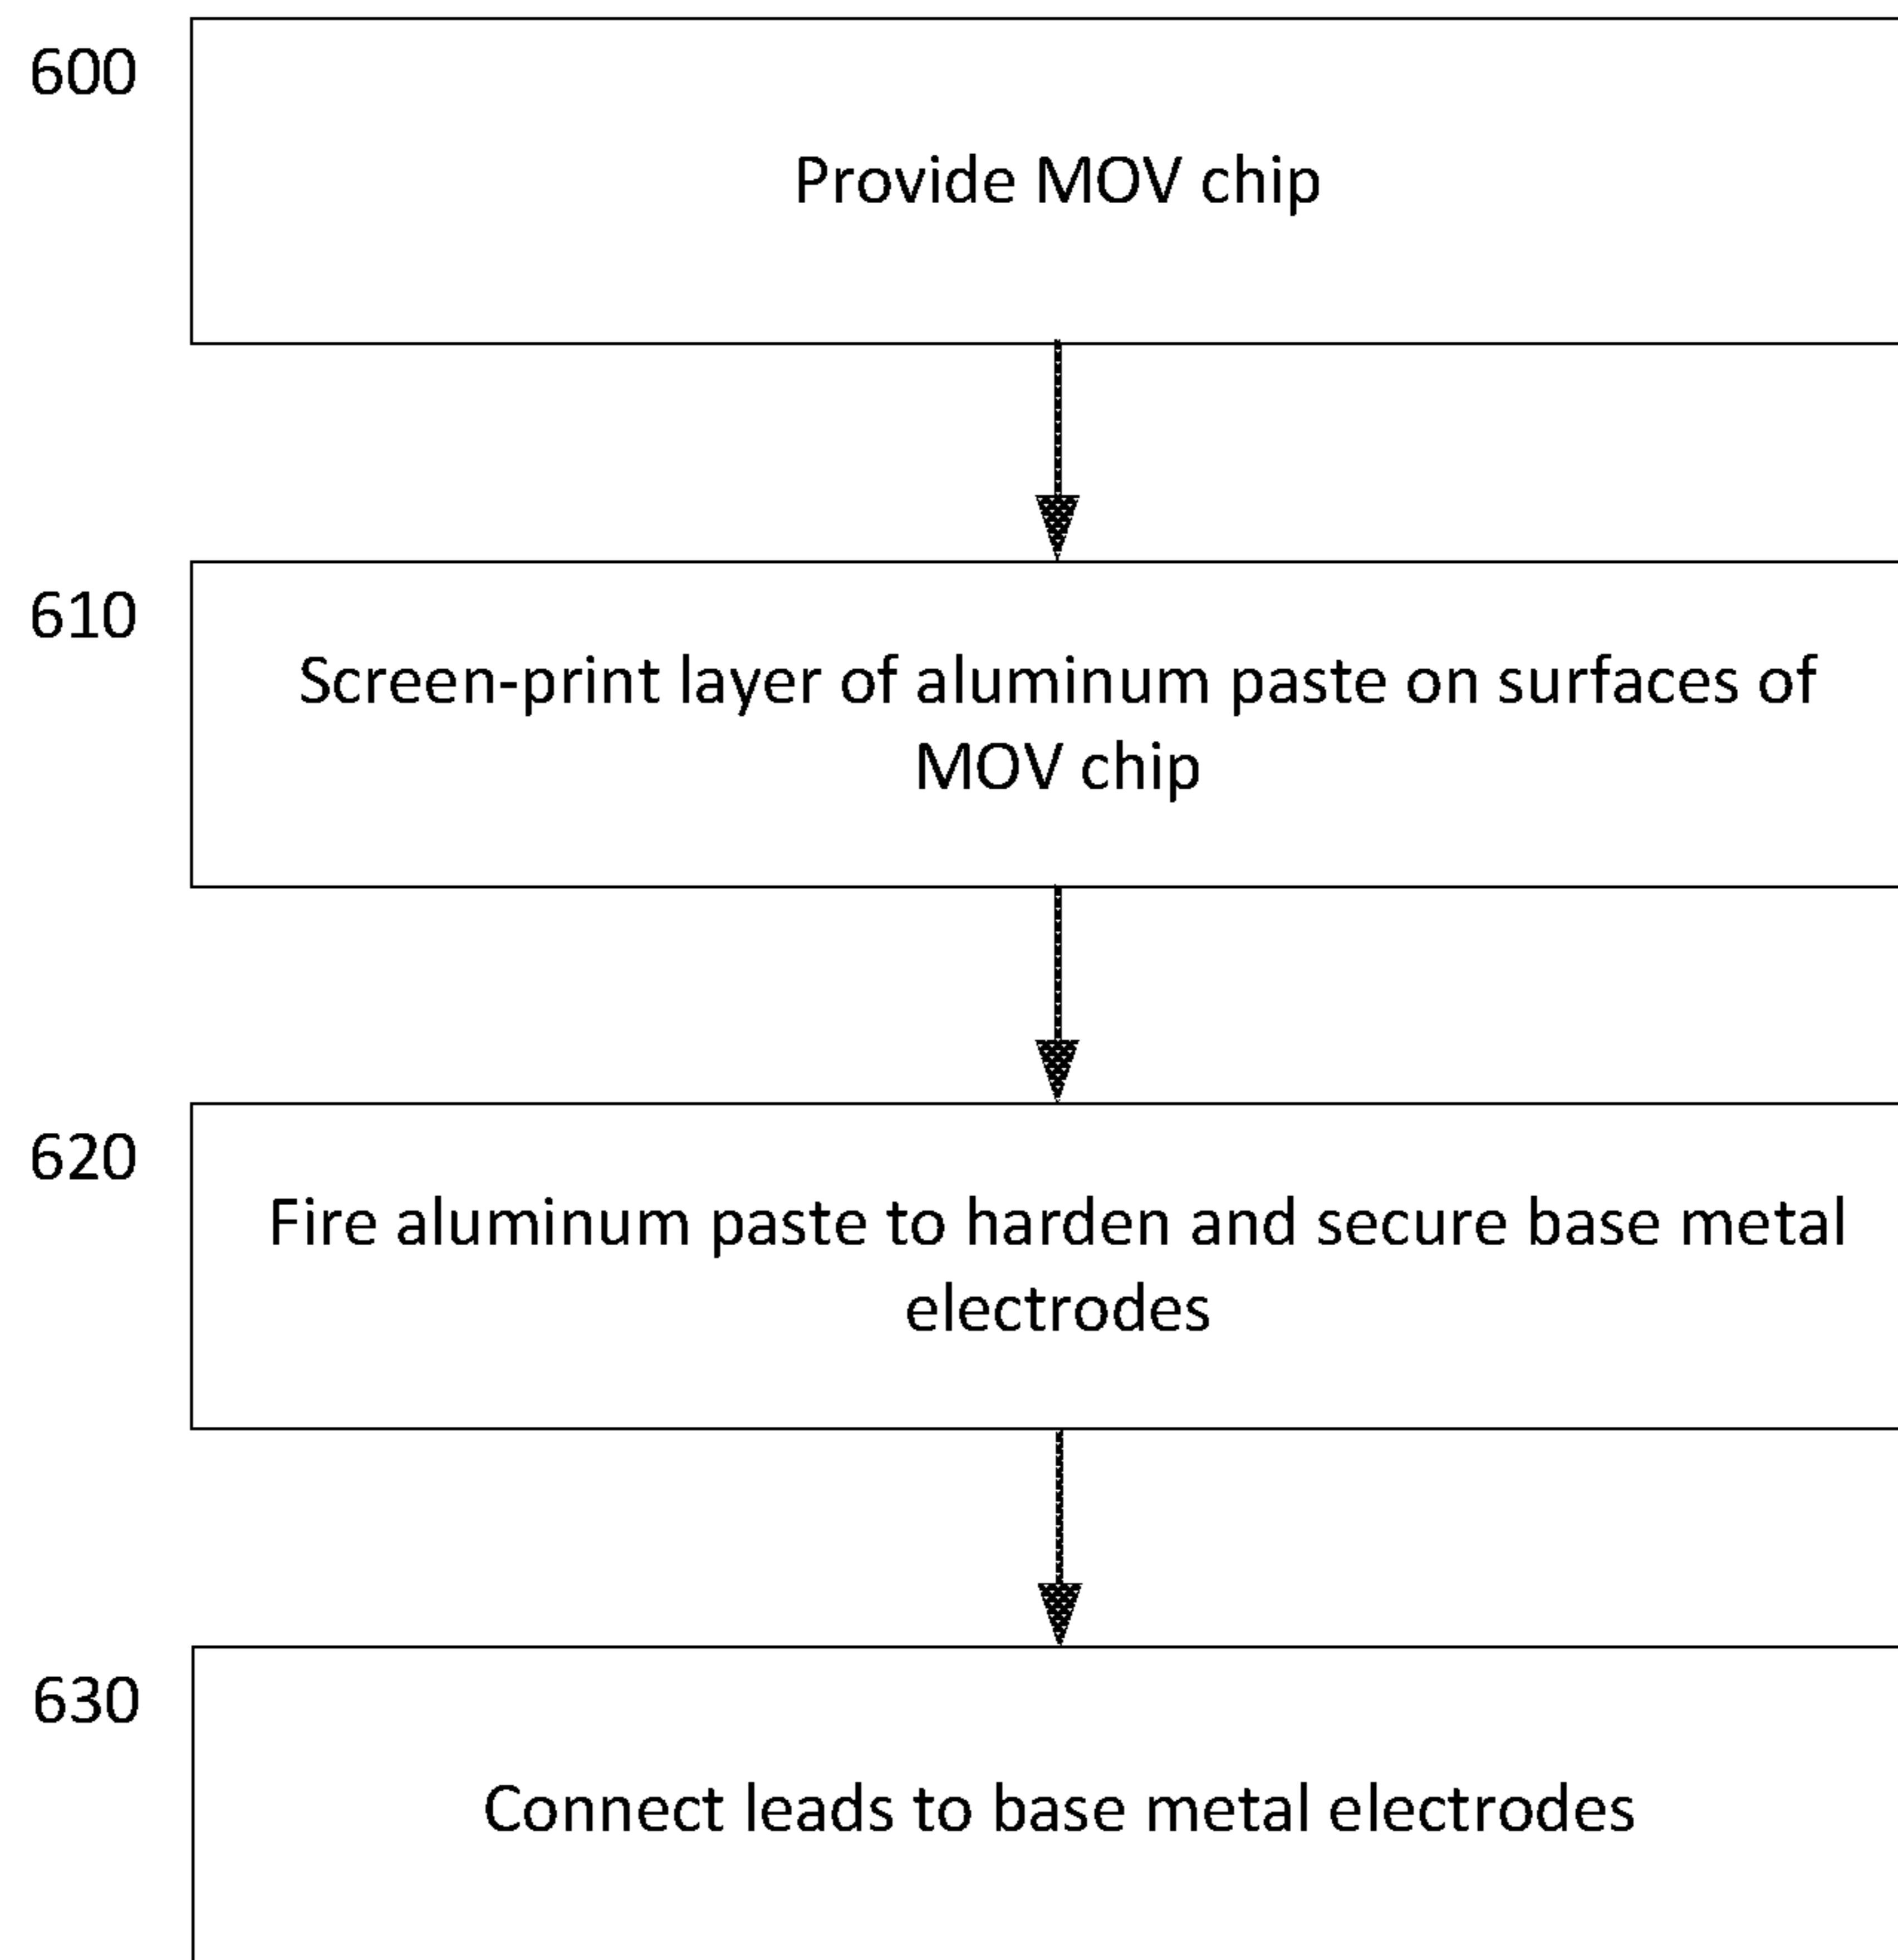 600
Provide MOV chip
610
Screen-print layer of aluminum paste on surfaces of
MOV chip
620
Fire aluminum paste to harden and secure base metal
electrodes
630
Connect leads to base metal electrodes